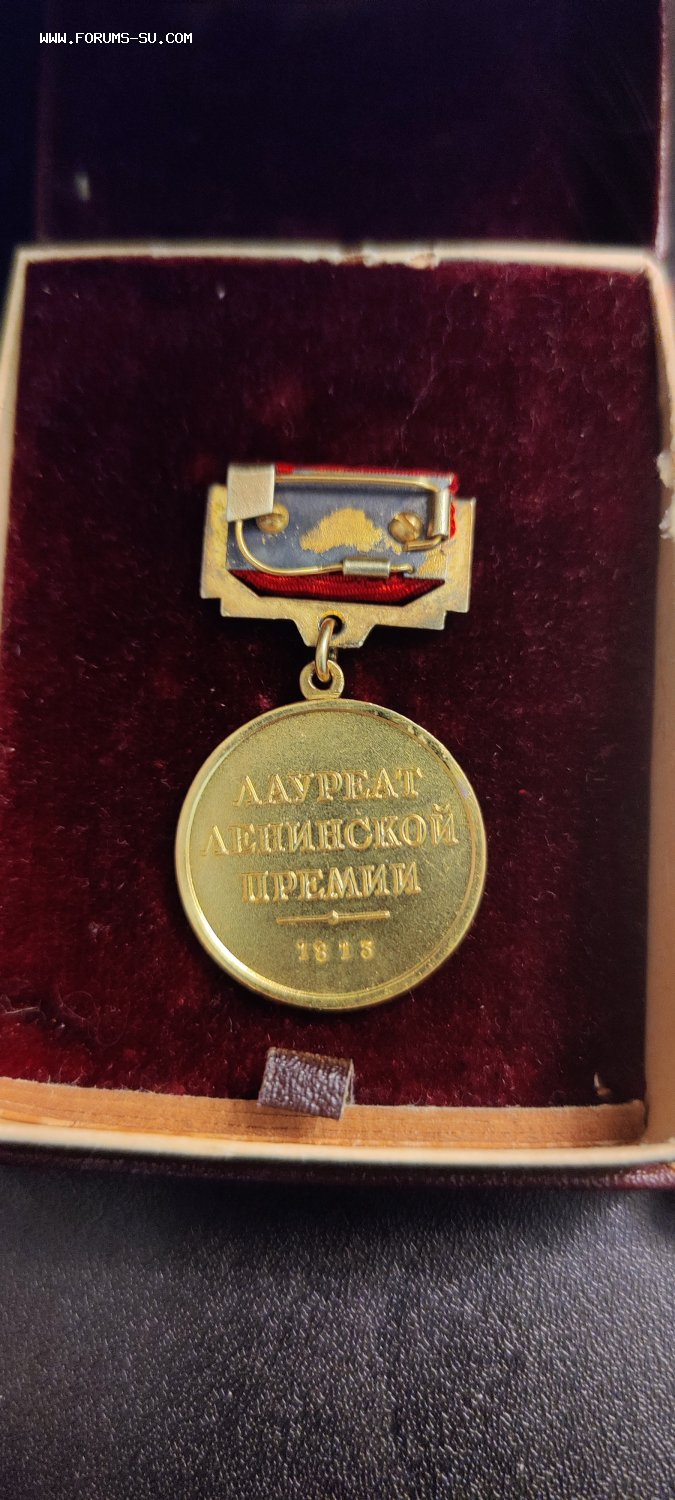 WWW.FORUMS-SU.COM
ЛАУРЕАТ
ЛЕНИНСКОЙ
ПРЕМИИ
1813